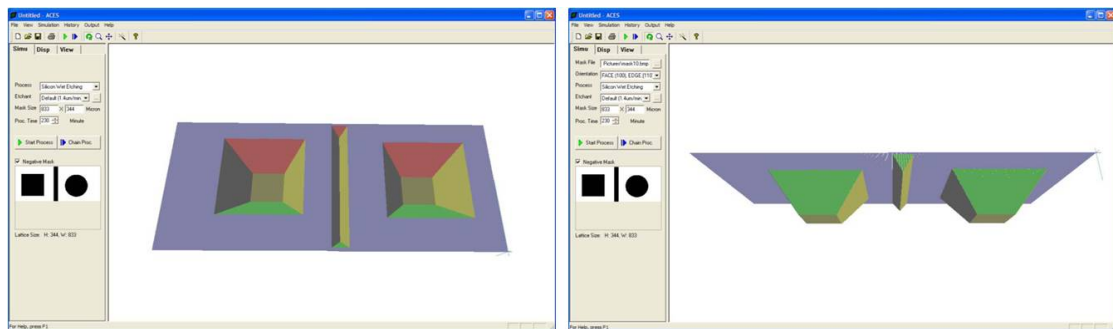 Untitled - ACES
File View Simulation History Output Help
Simu Disp View
Process Silicon Wet Etching
Etchant Default (1.4um/min
Mask Size 833 X 344 Micron
Proc. Time 230 Minute
Start Process Chain Proc.
Negative Mask
Lattice Size H: 344, W: 833
For Help, press F1
Untitled - ACES
File View Simulation History Output Help
Simu Disp View
Mask File Picture\mask10.bmp ...
Orientation FACE (100), EDGE (110)
Process Silicon Wet Etching
Etchant Default (1.4um/min
Mask Size 833 X 344 Micron
Proc. Time 230 Minute
Start Process Chain Proc.
Negative Mask
Lattice Size H: 344, W: 833
For Help, press F1